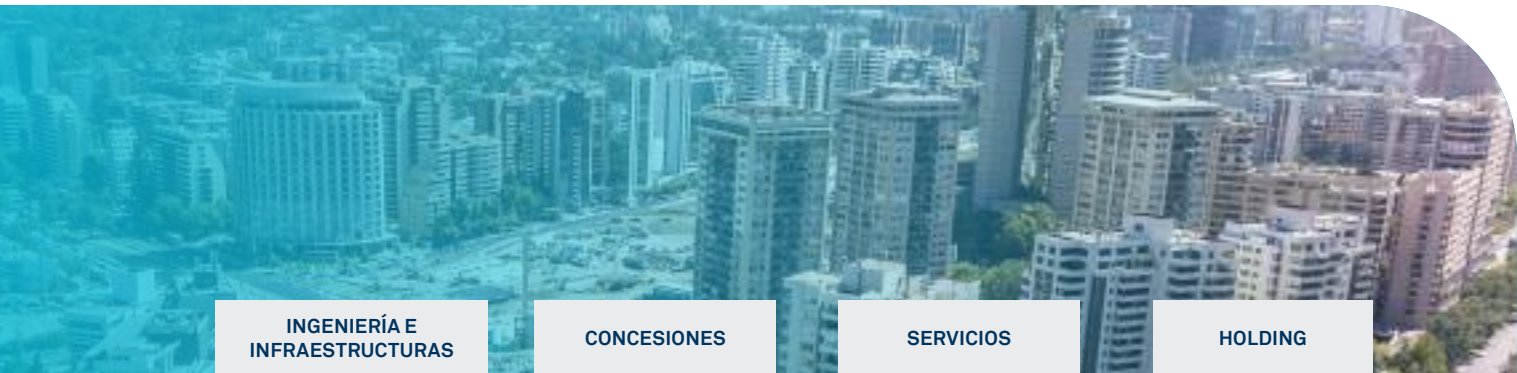 INGENIERÍA E
INFRAESTRUCTURAS
CONCESIONES
SERVICIOS
HOLDING